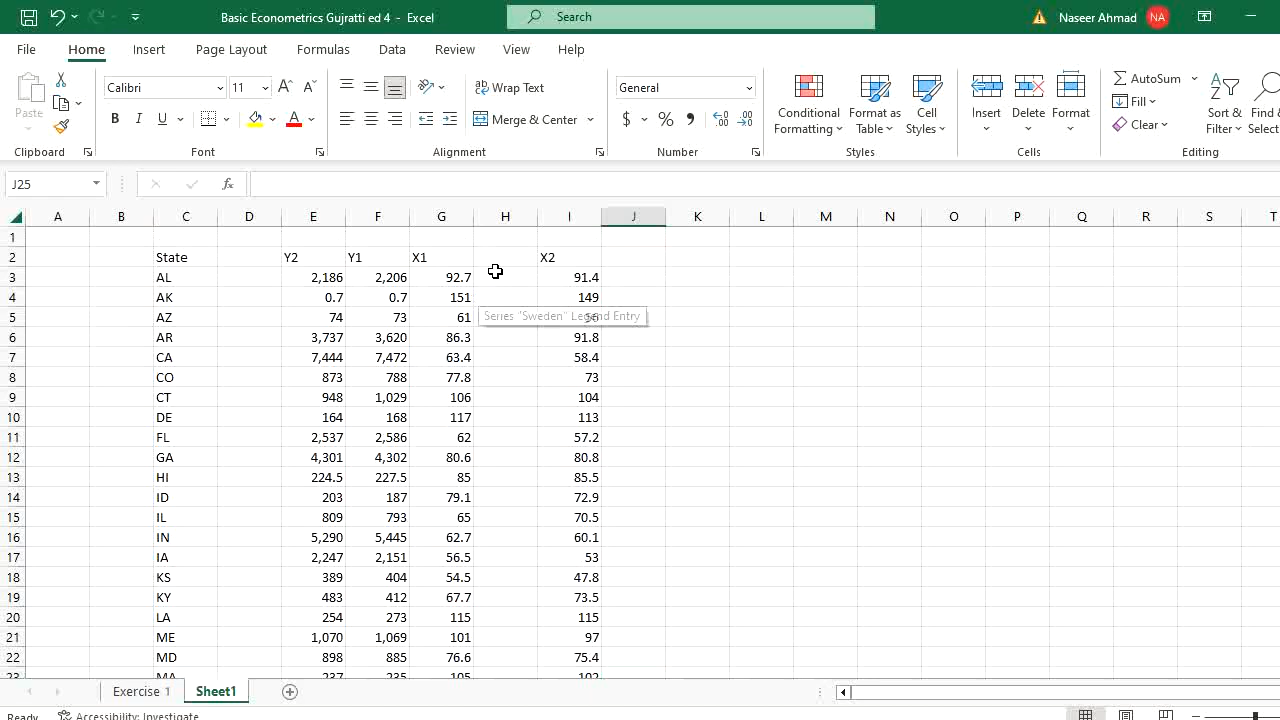 Basic Econometrics Gujratti ed 4 - Excel Search Naseer Ahmad NA
File Home Insert Page Layout Formulas Data Review View Help
Paste Calibri 11 A A ab Wrap Text General Conditional Formatting Format as Table Cell Styles Insert Delete Format AutoSum
B I U A Merge & Center $ % , Fill Sort & Filter Find &
Clear
Clipboard Font Alignment Number Styles Cells Editing
J25 fx
A B C D E F G H I J K L M N O P Q R S T
1
2 State Y2 Y1 X1 X2
3 AL 2,186 2,206 92.7 91.4
4 AK 0.7 0.7 151 149
5 AZ 74 73 61 Series "Sweden" Legend Entry
6 AR 3,737 3,620 86.3 91.8
7 CA 7,444 7,472 63.4 58.4
8 CO 873 788 77.8 73
9 CT 948 1,029 106 104
10 DE 164 168 117 113
11 FL 2,537 2,586 62 57.2
12 GA 4,301 4,302 80.6 80.8
13 HI 224.5 227.5 85 85.5
14 ID 203 187 79.1 72.9
15 IL 809 793 65 70.5
16 IN 5,290 5,445 62.7 60.1
17 IA 2,247 2,151 56.5 53
18 KS 389 404 54.5 47.8
19 KY 483 412 67.7 73.5
20 LA 254 273 115 115
21 ME 1,070 1,069 101 97
22 MD 898 885 76.6 75.4
23 MA 237 235 105 102
Exercise 1 Sheet1
Ready Accessibility: Investigate